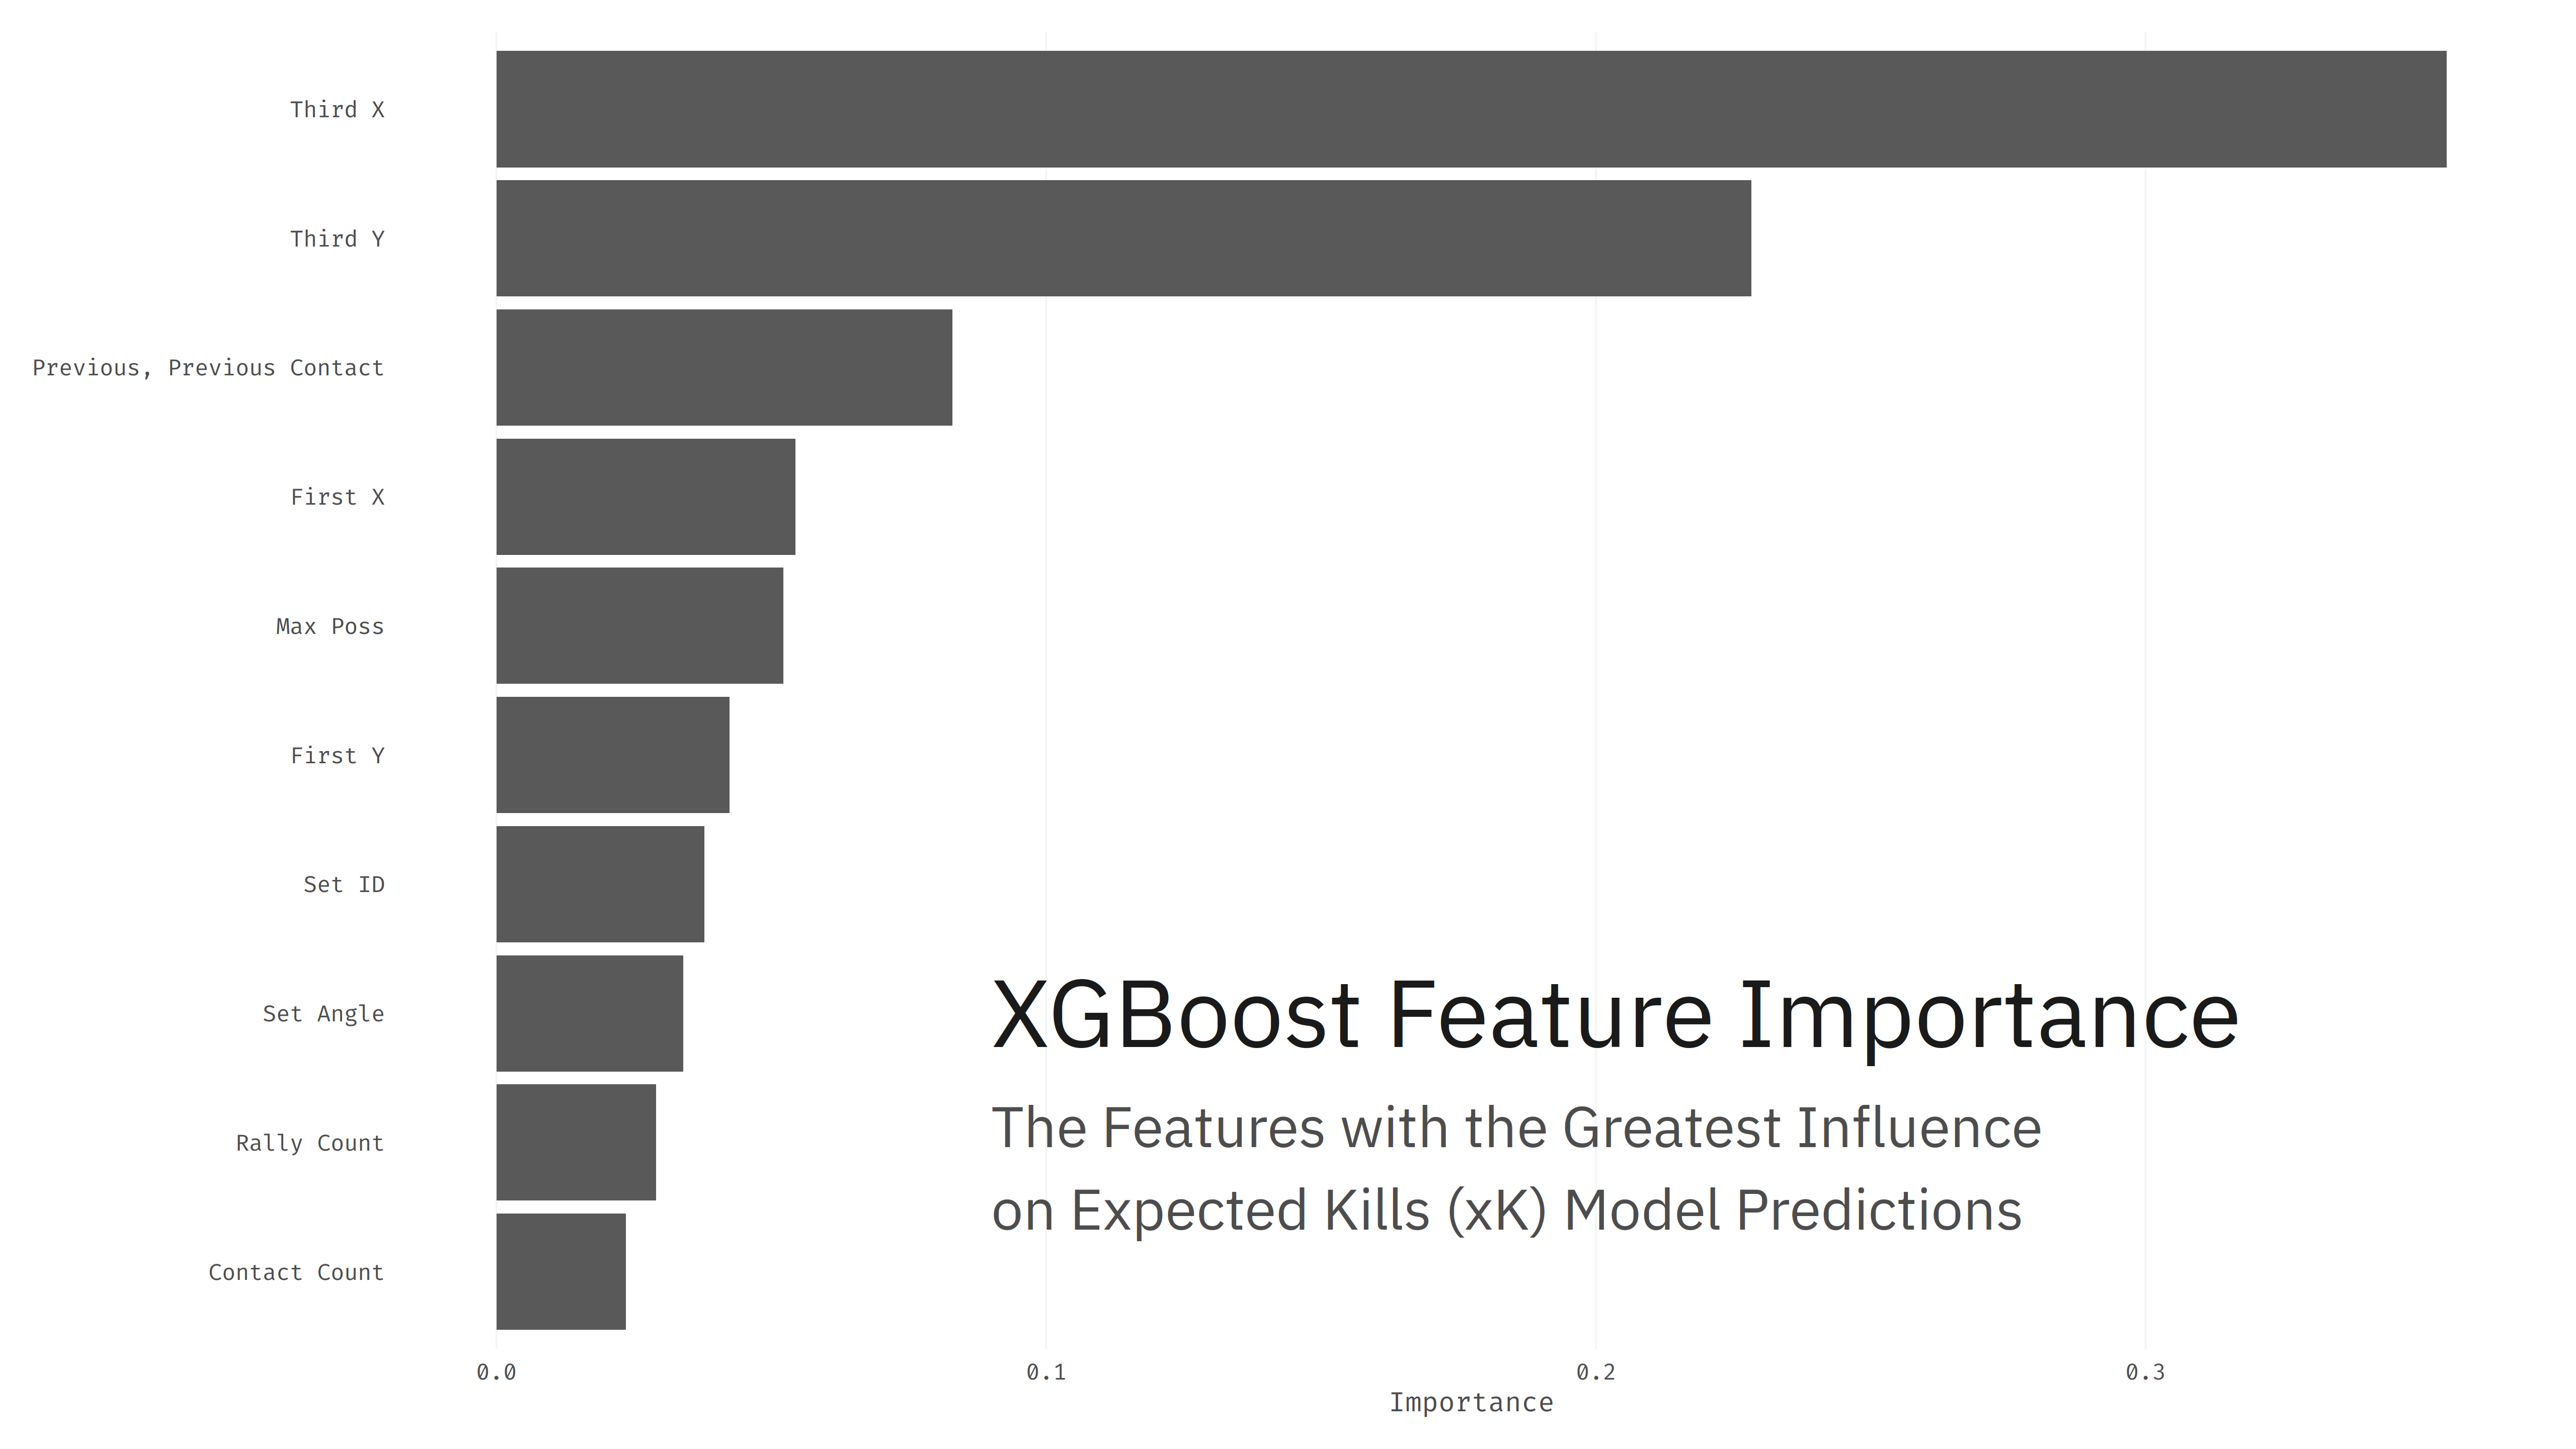 Third X
Third Y
Previous, Previous Contact
First X
Max Poss
First Y
Set ID
Set Angle
Rally Count
Contact Count
XGBoost Feature Importance
The Features with the Greatest Influence
on Expected Kills (xK) Model Predictions
0.0 0.1 0.2 0.3
Importance